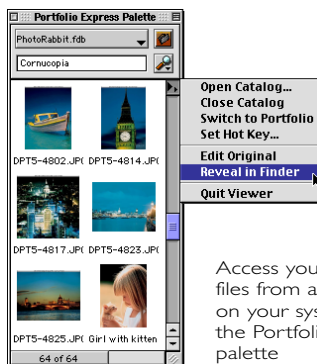 Portfolio Express Palette
PhotoRabbit.fdb
Cornucopia
Open Catalog...
Close Catalog
Switch to Portfolio
Set Hot Key...
Edit Original
Reveal in Finder
Quit Viewer
DPT5-4802.JP(
DPT5-4814.JP(
DPT5-4817.JP(
DPT5-4823.JP(
DPT5-4825.JP(
Girl with kitten
64 of 64
Access you
files from a
on your sys
the Portfoli
palette